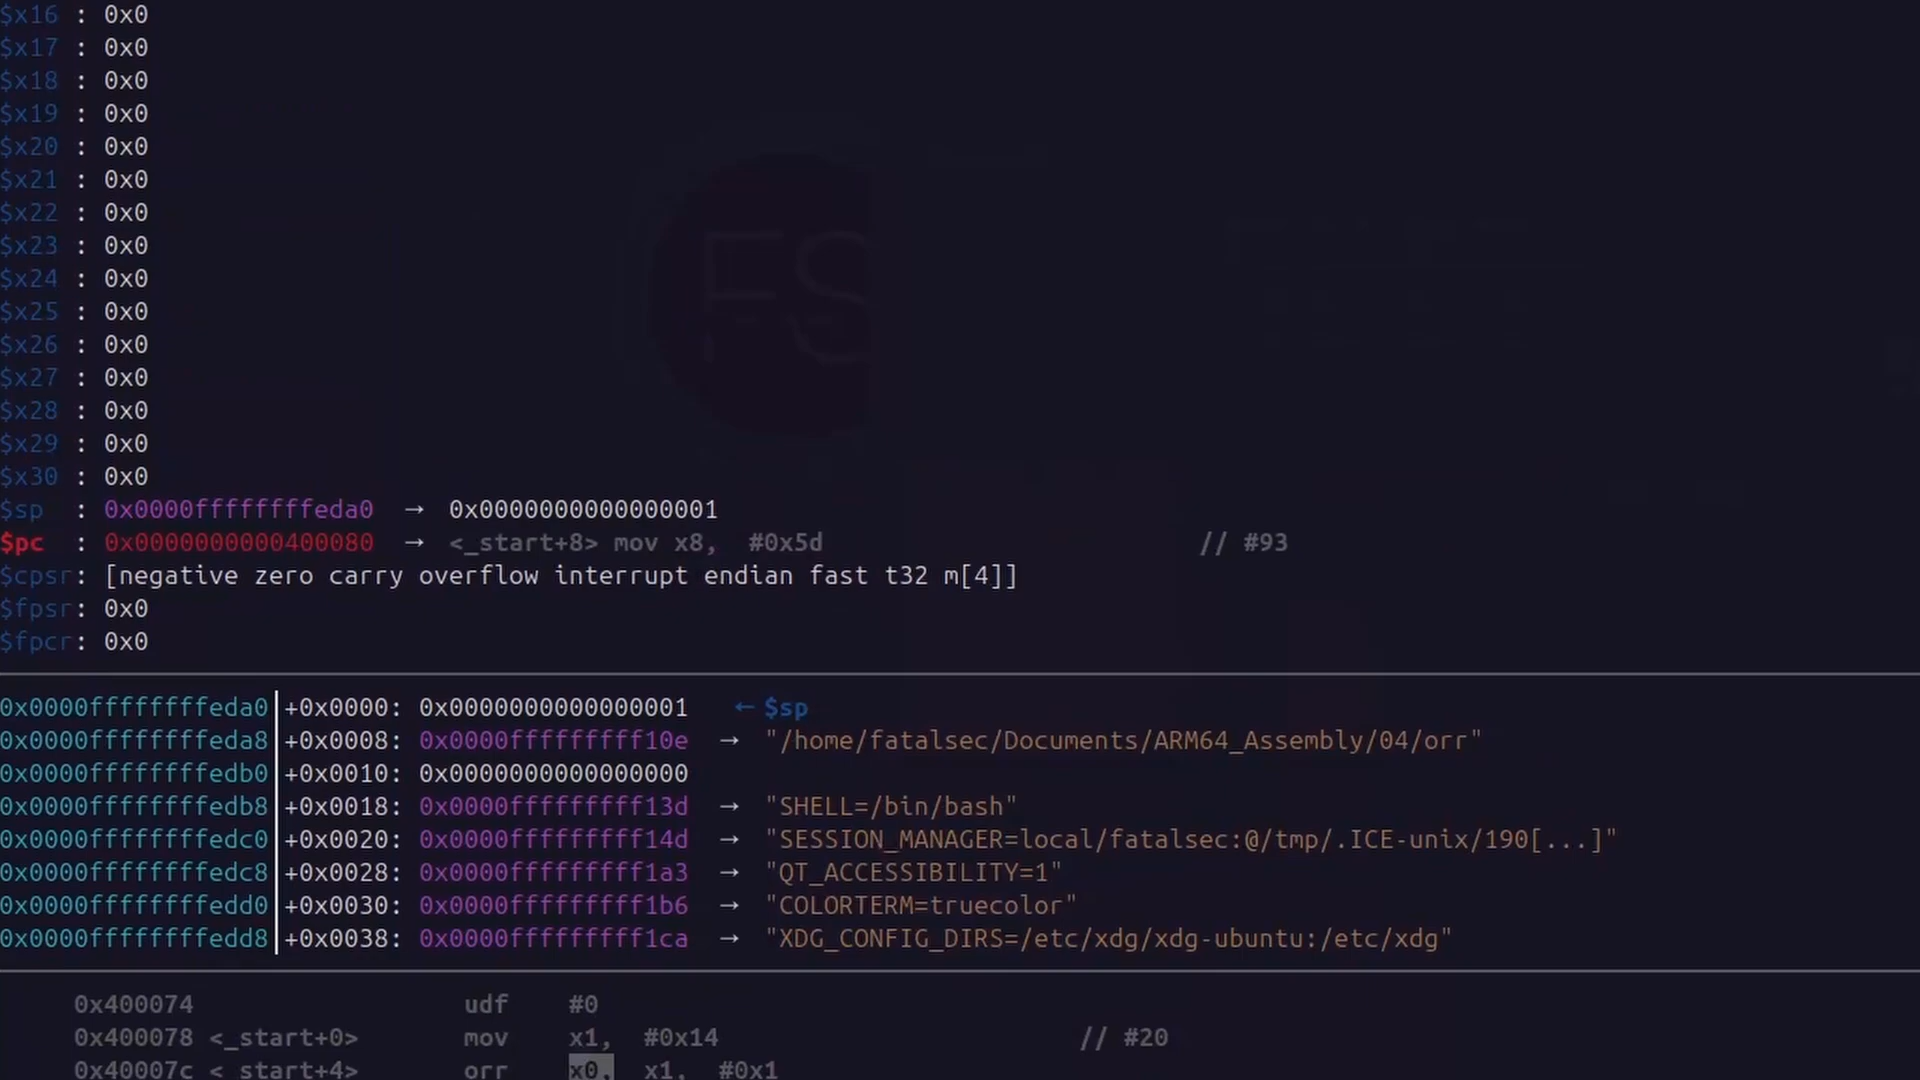 $x16 : 0x0
$x17 : 0x0
$x18 : 0x0
$x19 : 0x0
$x20 : 0x0
$x21 : 0x0
$x22 : 0x0
$x23 : 0x0
$x24 : 0x0
$x25 : 0x0
$x26 : 0x0
$x27 : 0x0
$x28 : 0x0
$x29 : 0x0
$x30 : 0x0
$sp : 0x0000ffffffffeda0 → 0x0000000000000001
$pc : 0x0000000000400080 → <_start+8> mov x8, #0x5d // #93
$cpsr: [negative zero carry overflow interrupt endian fast t32 m[4]]
$fpsr: 0x0
$fpcr: 0x0
0x0000ffffffffeda0|+0x0000: 0x0000000000000001 ← $sp
0x0000ffffffffeda8|+0x0008: 0x0000fffffffff10e → "/home/fatalsec/Documents/ARM64_Assembly/04/orr"
0x0000ffffffffedb0|+0x0010: 0x0000000000000000
0x0000ffffffffedb8|+0x0018: 0x0000fffffffff13d → "SHELL=/bin/bash"
0x0000ffffffffedc0|+0x0020: 0x0000fffffffff14d → "SESSION_MANAGER=local/fatalsec:@/tmp/.ICE-unix/190[...]"
0x0000ffffffffedc8|+0x0028: 0x0000fffffffff1a3 → "QT_ACCESSIBILITY=1"
0x0000ffffffffedd0|+0x0030: 0x0000fffffffff1b6 → "COLORTERM=truecolor"
0x0000ffffffffedd8|+0x0038: 0x0000fffffffff1ca → "XDG_CONFIG_DIRS=/etc/xdg/xdg-ubuntu:/etc/xdg"
0x400074 udf #0
0x400078 <_start+0> mov x1, #0x14 // #20
0x40007c <_start+4> orr x0, x1, #0x1
FS